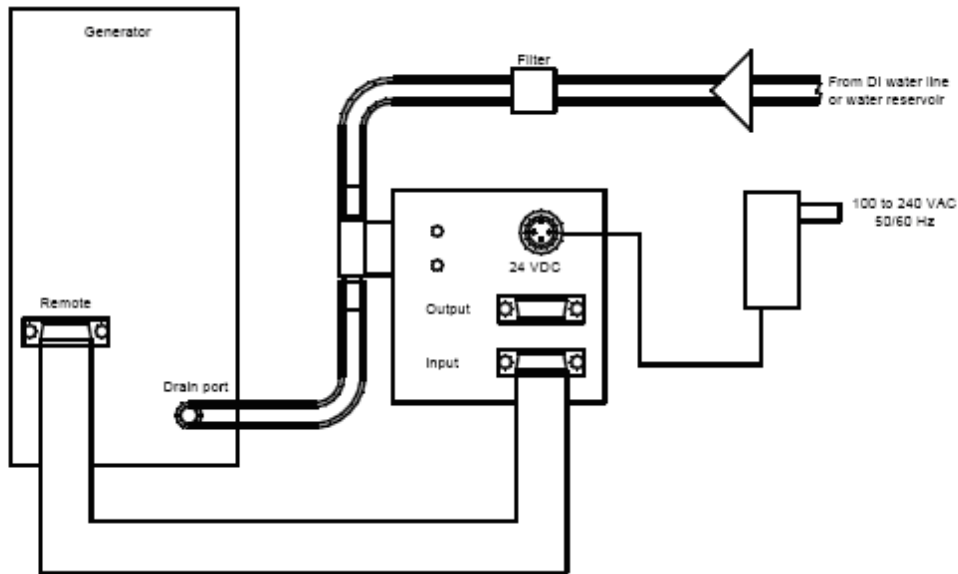 Generator
Filter
From DI water line
or water reservoir
100 to 240 VAC
50/60 Hz
24 VDC
Remote
Output
Input
Drain port